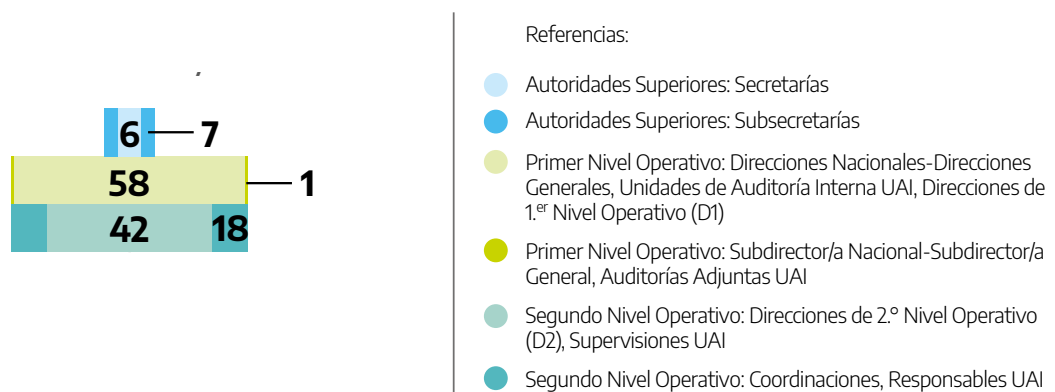 6
7
58
1
42
18
Referencias:
Autoridades Superiores: Secretarías
Autoridades Superiores: Subsecretarías
Primer Nivel Operativo: Direcciones Nacionales-Direcciones
Generales, Unidades de Auditoría Interna UAI, Direcciones de
1.er Nivel Operativo (D1)
Primer Nivel Operativo: Subdirector/a Nacional-Subdirector/a
General, Auditorías Adjuntas UAI
Segundo Nivel Operativo: Direcciones de 2.º Nivel Operativo
(D2), Supervisiones UAI
Segundo Nivel Operativo: Coordinaciones, Responsables UAI